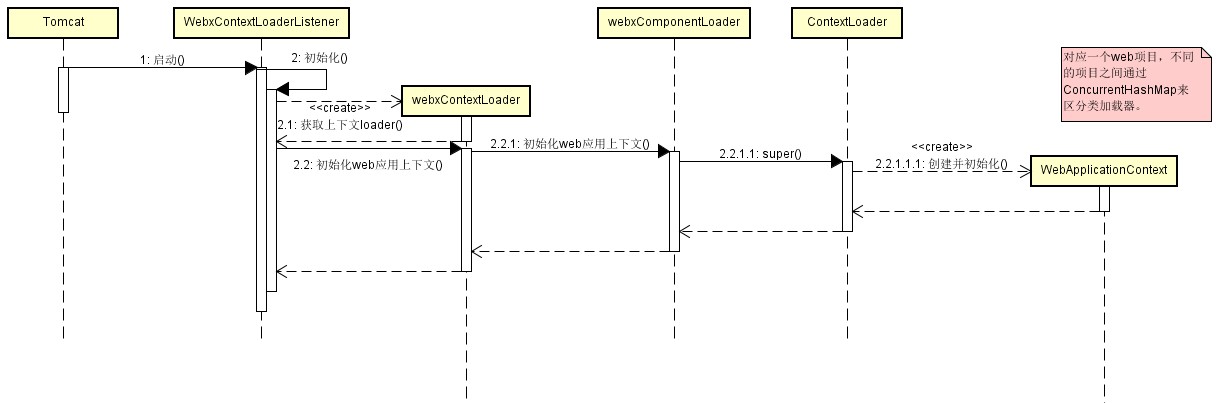 Tomcat
WebxContextLoaderListener
webxComponentLoader
ContextLoader
1: 启动()
2: 初始化()
对应一个web项目，不同
的项目之间通过
ConcurrentHashMap来
区分类加载器。
webxContextLoader
<<create>>
2.1: 获取上下文loader()
2.2: 初始化web应用上下文()
2.2.1: 初始化web应用上下文()
2.2.1.1: super()
<<create>>
2.2.1.1.1: 创建并初始化()
WebApplicationContext